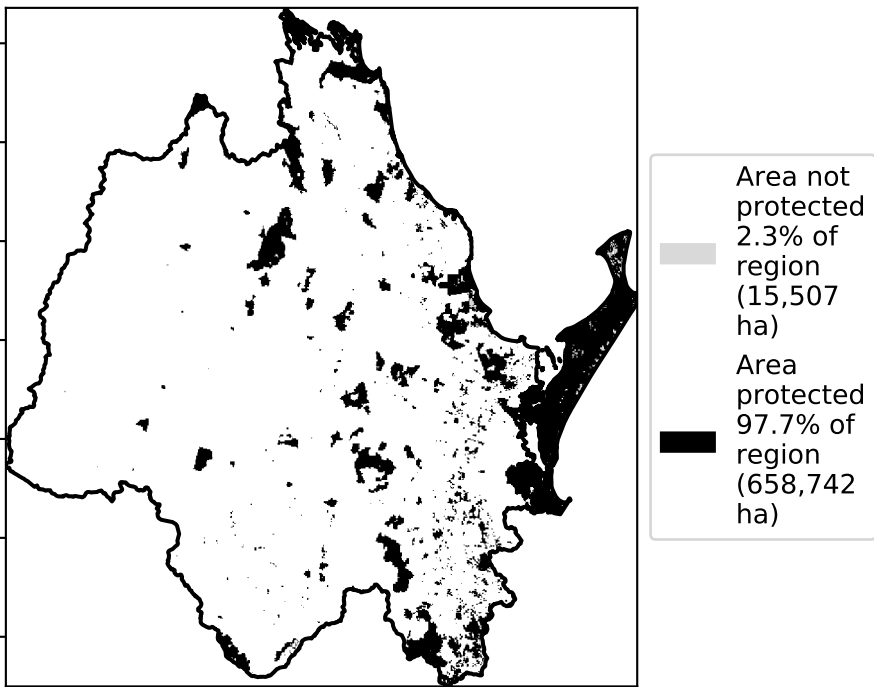 Area not
protected
2.3% of
region
(15,507
ha)
Area
protected
97.7% of
region
(658,742
ha)